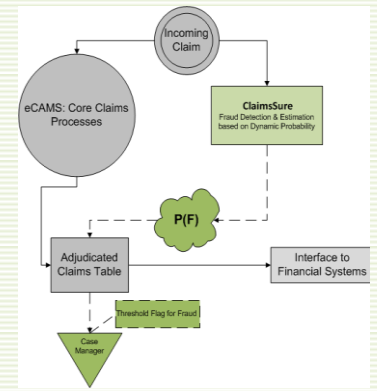 Incoming
Claim
eCAMS: Core Claims
Processes
ClaimsSure
Fraud Detection & Estimation
based on Dynamic Probability
P(F)
Adjudicated
Claims Table
Interface to
Financial Systems
Threshold Flag for Fraud
Case
Manager